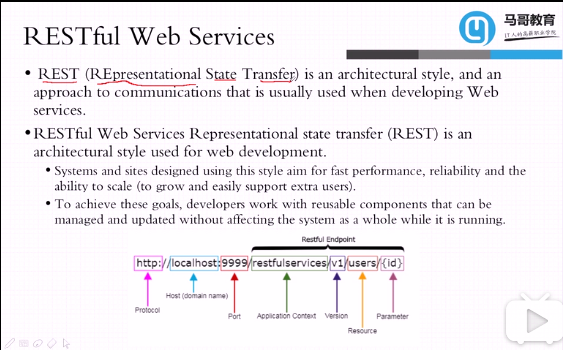 RESTful Web Services
马哥教育
IT人的高薪职业学院
• REST (REpresentational State Transfer) is an architectural style, and an
approach to communications that is usually used when developing Web
services.
•RESTful Web Services Representational state transfer (REST) is an
architectural style used for web development.
• Systems and sites designed using this style aim for fast performance, reliability and the
ability to scale (to grow and easily support extra users).
• To achieve these goals, developers work with reusable components that can be
managed and updated without affecting the system as a whole while it is running.
Restful Endpoint
http://localhost:9999/restfulservices/v1/users/{id}
Protocol
Host (domain name)
Port
Application Context
Version
Resource
Parameter